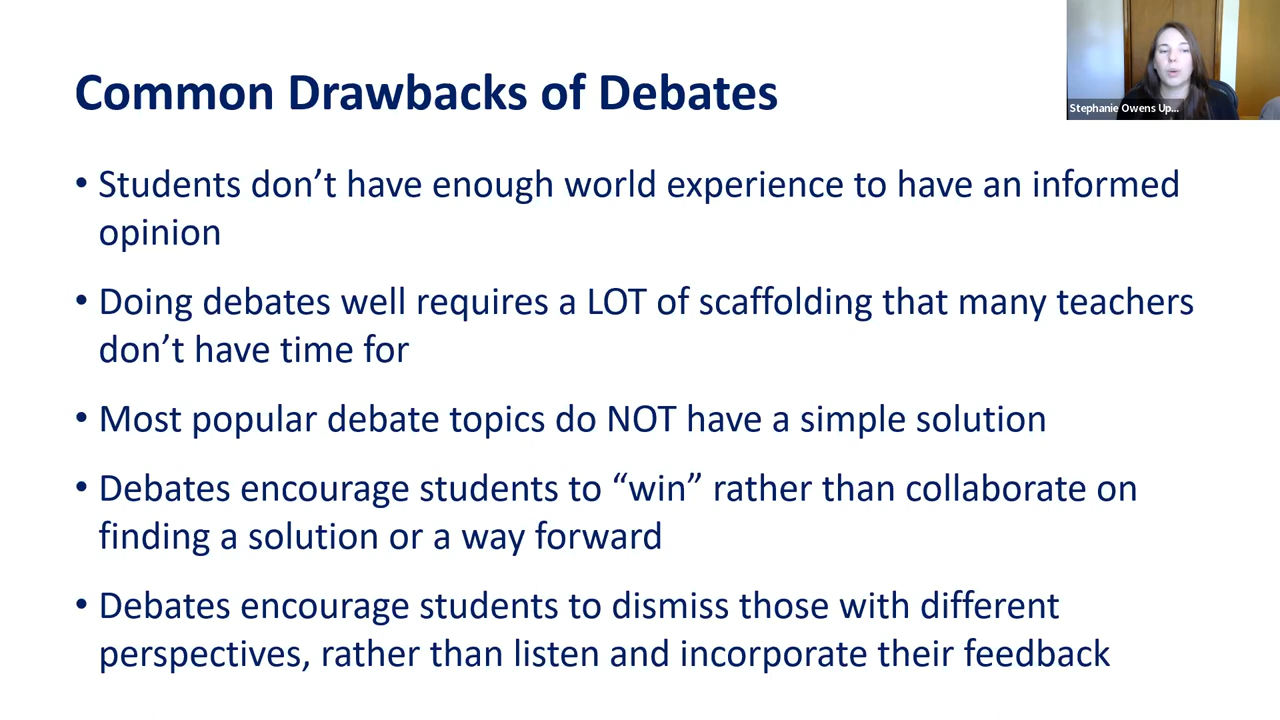 Common Drawbacks of Debates
Stephanie Owens Up...
• Students don’t have enough world experience to have an informed
opinion
• Doing debates well requires a LOT of scaffolding that many teachers
don’t have time for
• Most popular debate topics do NOT have a simple solution
• Debates encourage students to “win” rather than collaborate on
finding a solution or a way forward
• Debates encourage students to dismiss those with different
perspectives, rather than listen and incorporate their feedback